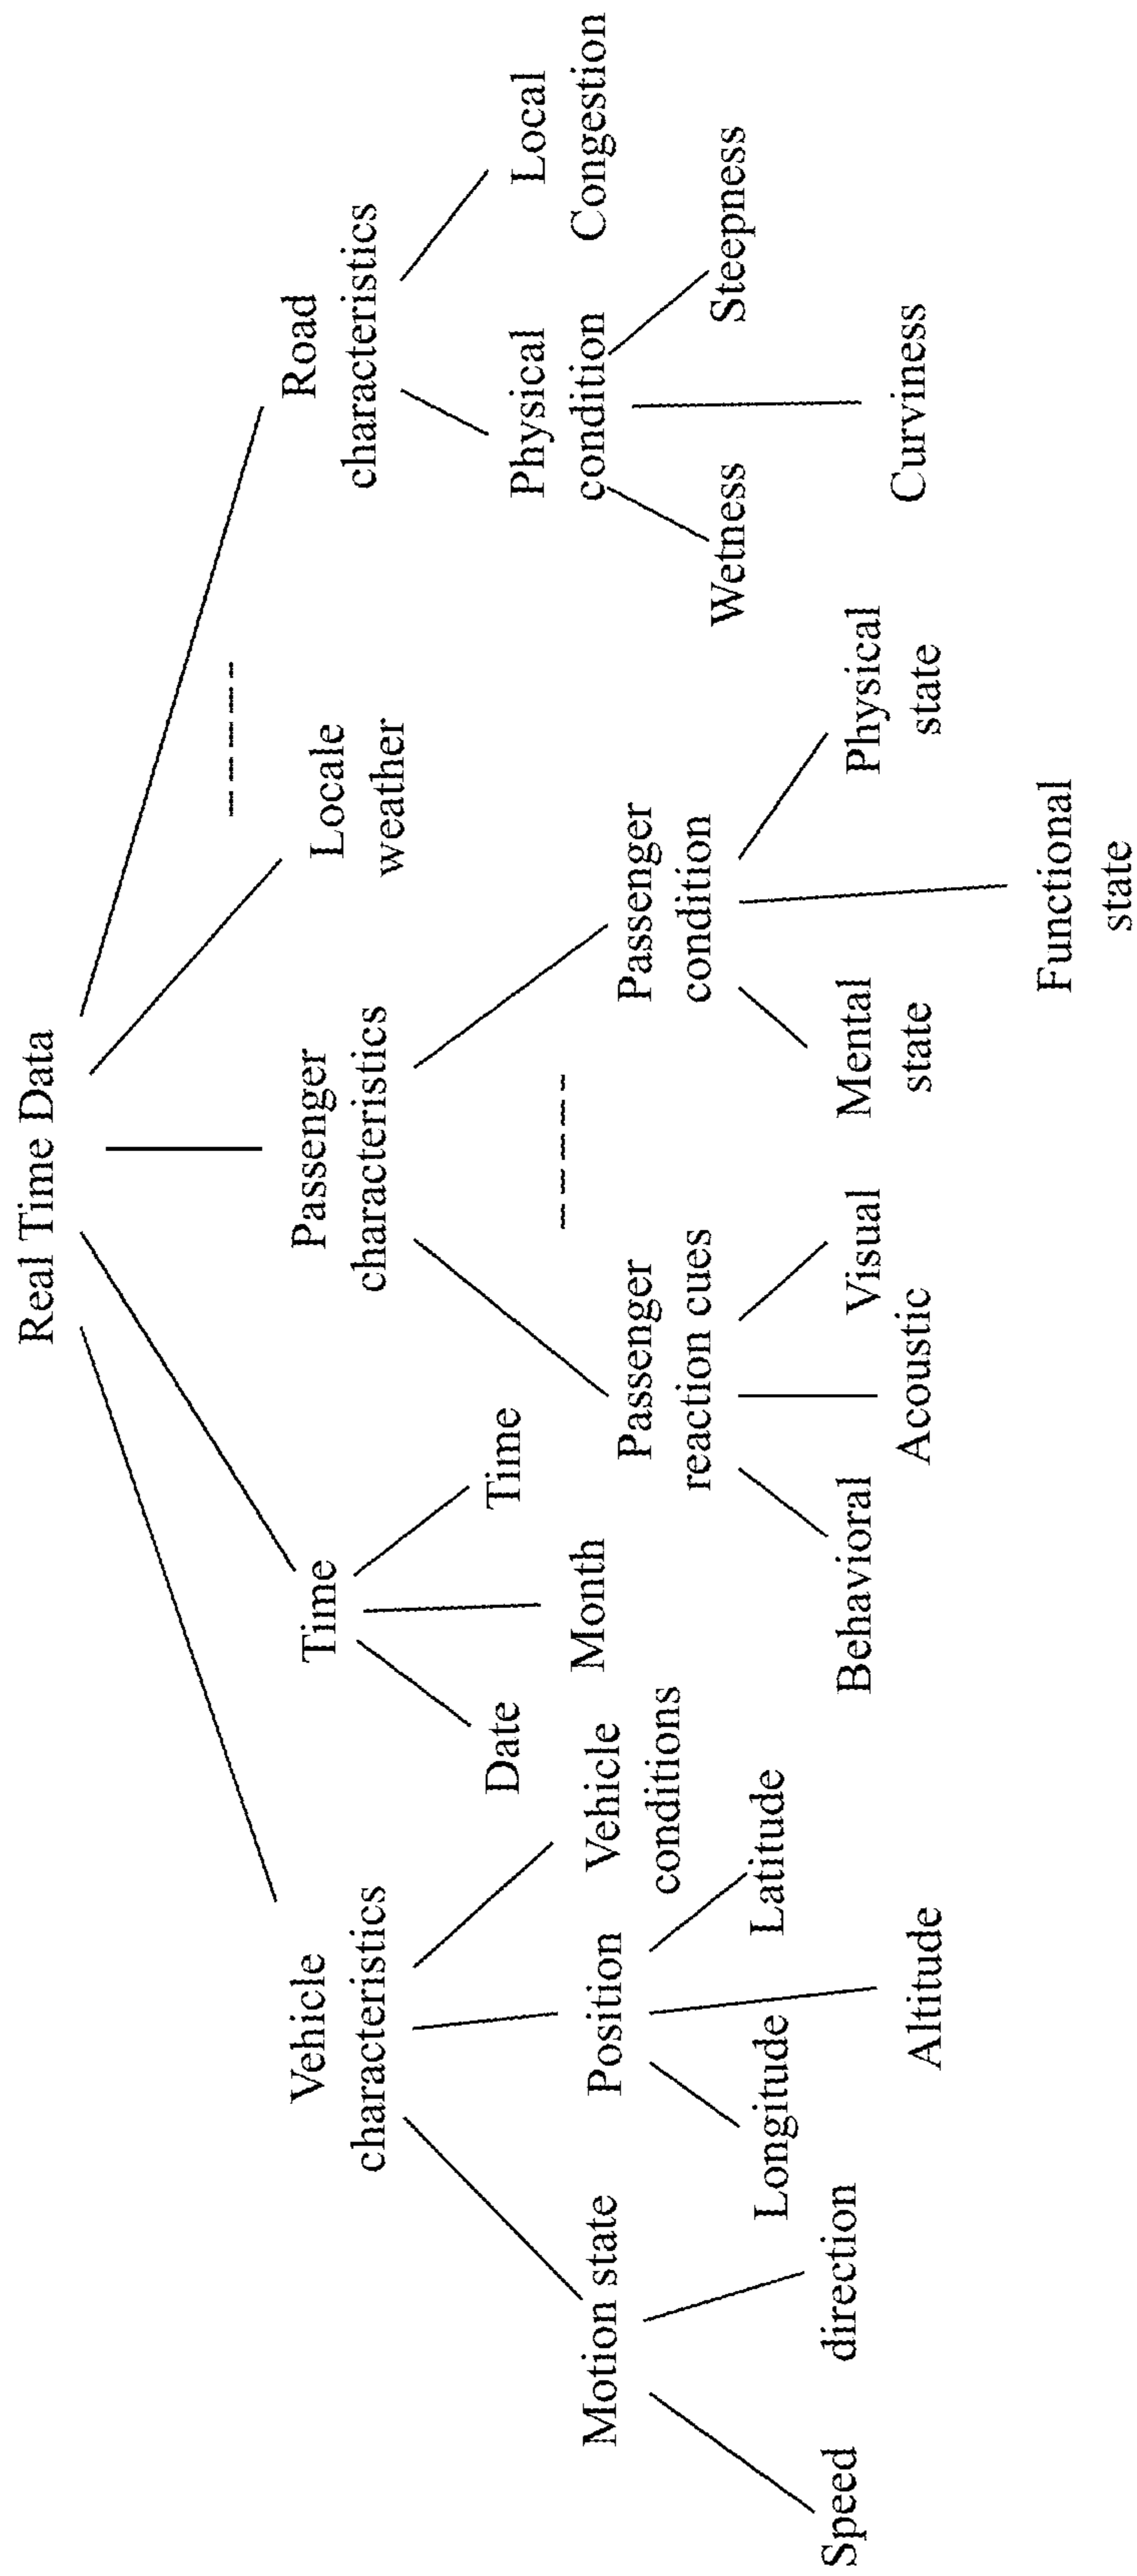 Real Time Data
Vehicle
characteristics
Time
Passenger
characteristics
Locale
weather
Road
characteristics
Motion state
Position
Vehicle
conditions
Date
Month
Time
Passenger
reaction cues
Passenger
condition
Physical
condition
Local
Congestion
Speed
direction
Longitude
Altitude
Latitude
Behavioral
Acoustic
Visual
Mental
state
Functional
state
Physical
state
Wetness
Curviness
Steepness